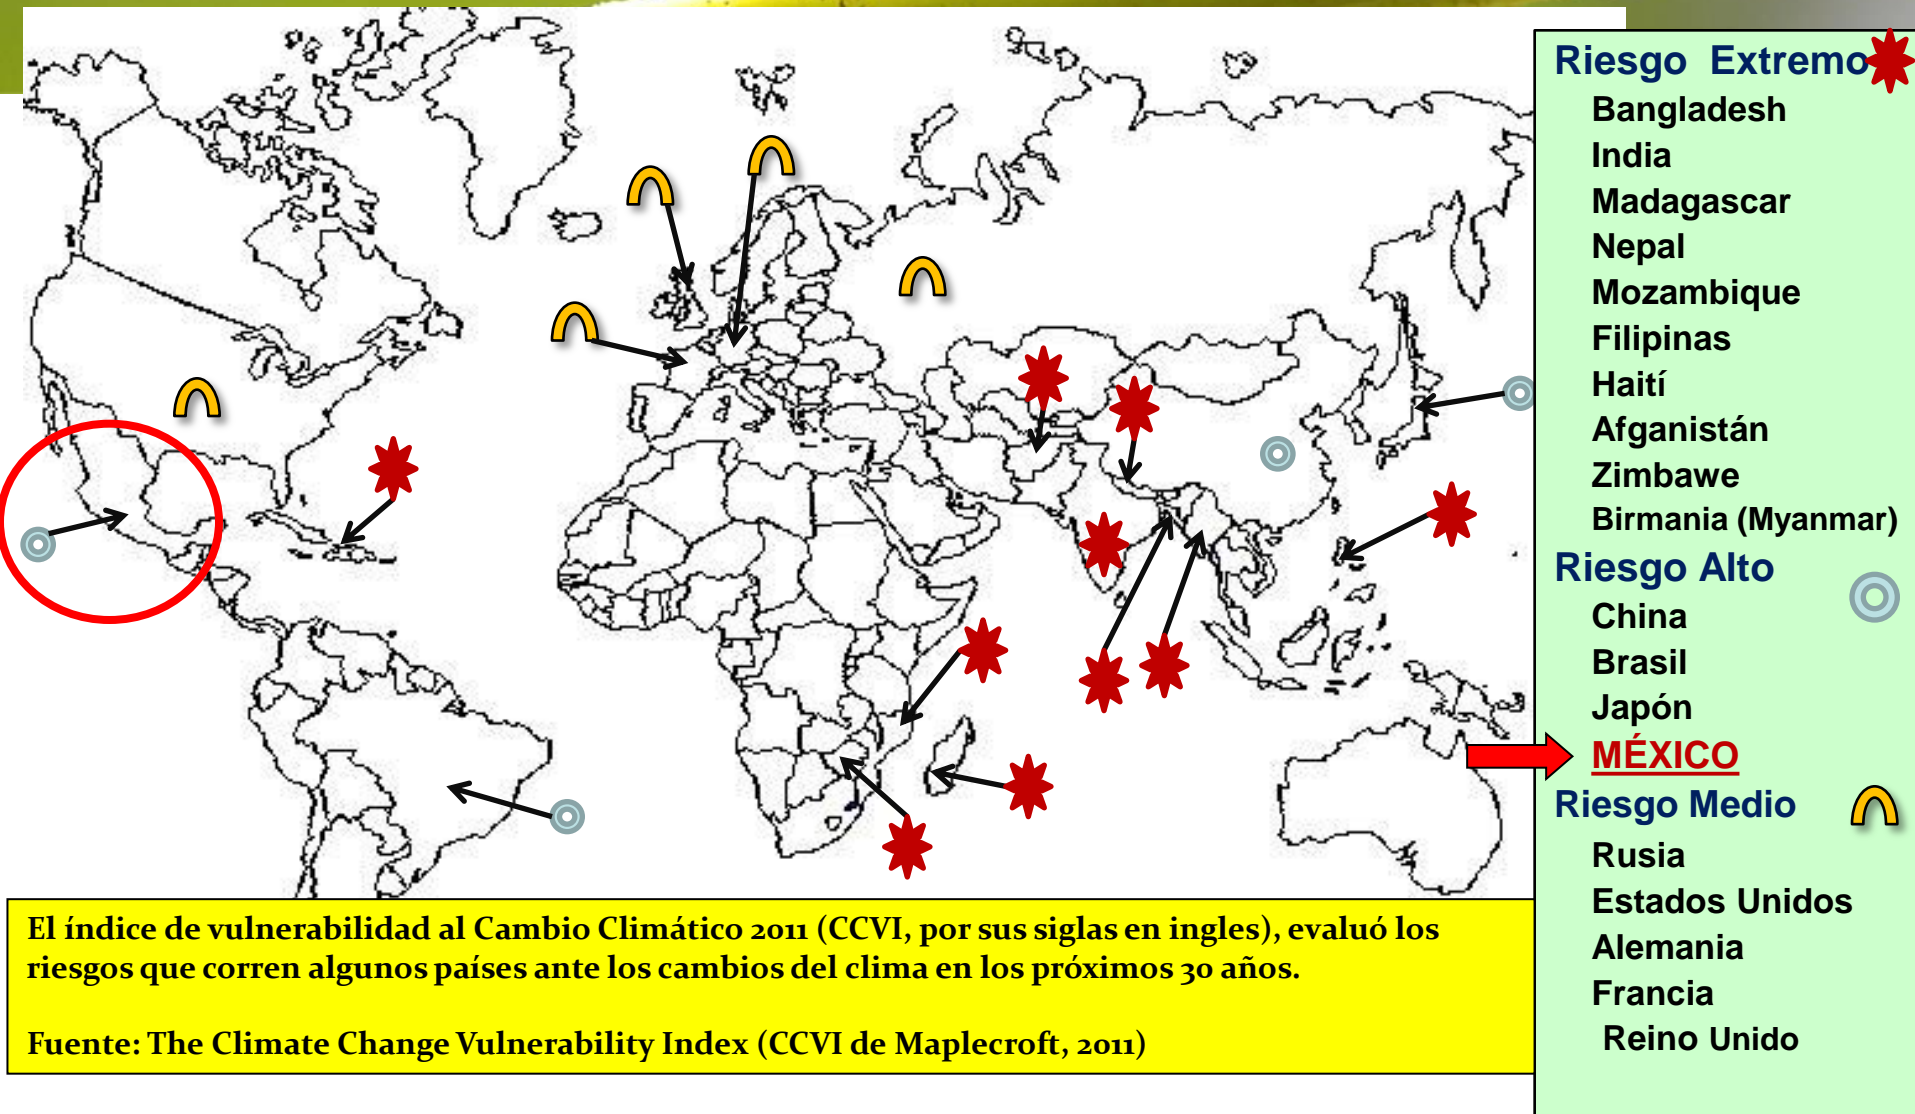 Riesgo Extremo
Bangladesh
India
Madagascar
Nepal
Mozambique
Filipinas
Haití
Afganistán
Zimbawe
Birmania (Myanmar)
Riesgo Alto
China
Brasil
Japón
MÉXICO
Riesgo Medio
Rusia
Estados Unidos
Alemania
Francia
Reino Unido
El índice de vulnerabilidad al Cambio Climático 2011 (CCVI, por sus siglas en ingles), evaluó los
riesgos que corren algunos países ante los cambios del clima en los próximos 30 años.
Fuente: The Climate Change Vulnerability Index (CCVI de Maplecroft, 2011)